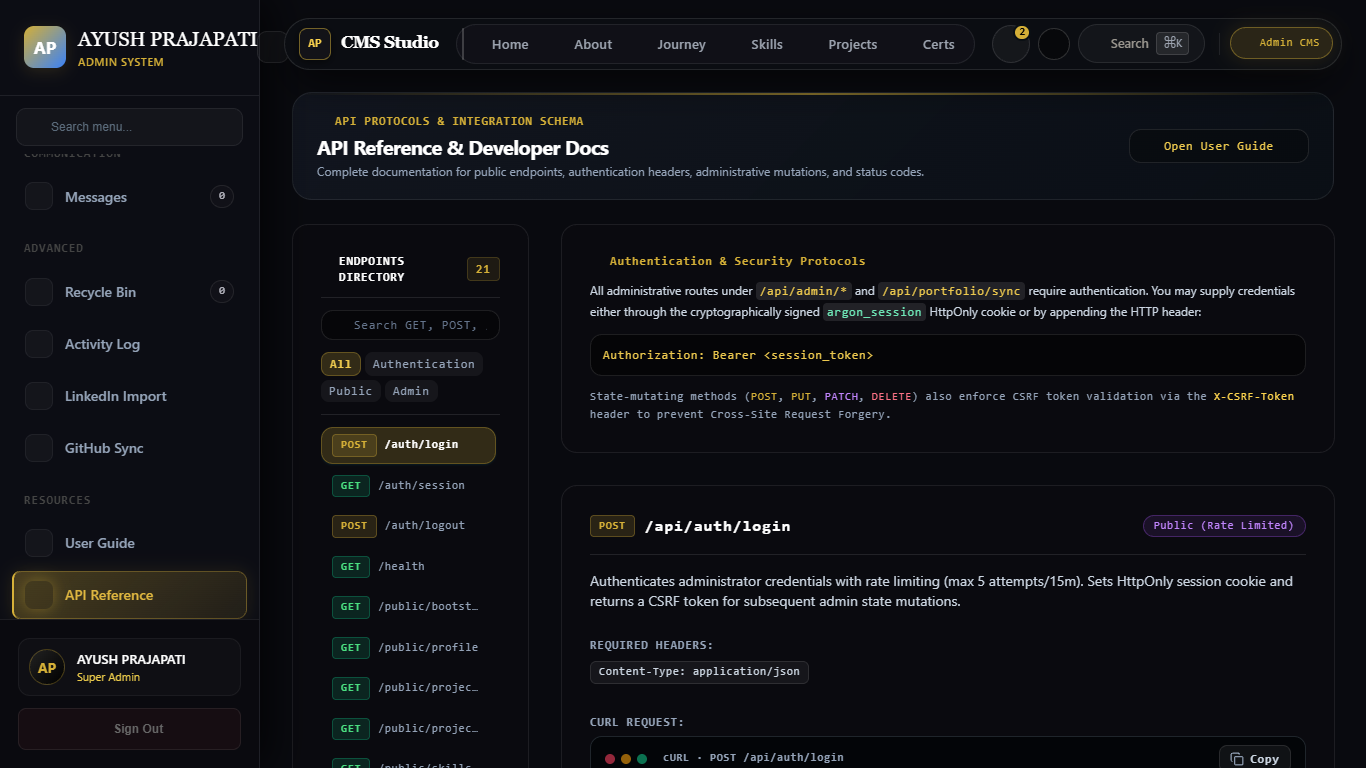 AP
AYUSH PRAJAPATI
ADMIN SYSTEM
Search menu...
COMMUNICATION
Messages
0
ADVANCED
Recycle Bin
0
Activity Log
LinkedIn Import
GitHub Sync
RESOURCES
User Guide
API Reference
AP
AYUSH PRAJAPATI
Super Admin
Sign Out
AP
CMS Studio
Home
About
Journey
Skills
Projects
Certs
2
Search
⌘K
Admin CMS
API PROTOCOLS & INTEGRATION SCHEMA
API Reference & Developer Docs
Complete documentation for public endpoints, authentication headers, administrative mutations, and status codes.
Open User Guide
ENDPOINTS
DIRECTORY
21
Search GET, POST,
All
Authentication
Public
Admin
POST /auth/login
GET /auth/session
POST /auth/logout
GET /health
GET /public/bootst…
GET /public/profile
GET /public/projec…
GET /public/projec…
GET /public/skills
Authentication & Security Protocols
All administrative routes under /api/admin/* and /api/portfolio/sync require authentication. You may supply credentials
either through the cryptographically signed argon_session HttpOnly cookie or by appending the HTTP header:
Authorization: Bearer <session_token>
State-mutating methods (POST, PUT, PATCH, DELETE) also enforce CSRF token validation via the X-CSRF-Token
header to prevent Cross-Site Request Forgery.
POST /api/auth/login
Public (Rate Limited)
Authenticates administrator credentials with rate limiting (max 5 attempts/15m). Sets HttpOnly session cookie and
returns a CSRF token for subsequent admin state mutations.
REQUIRED HEADERS:
Content-Type: application/json
CURL REQUEST:
cURL · POST /api/auth/login
Copy